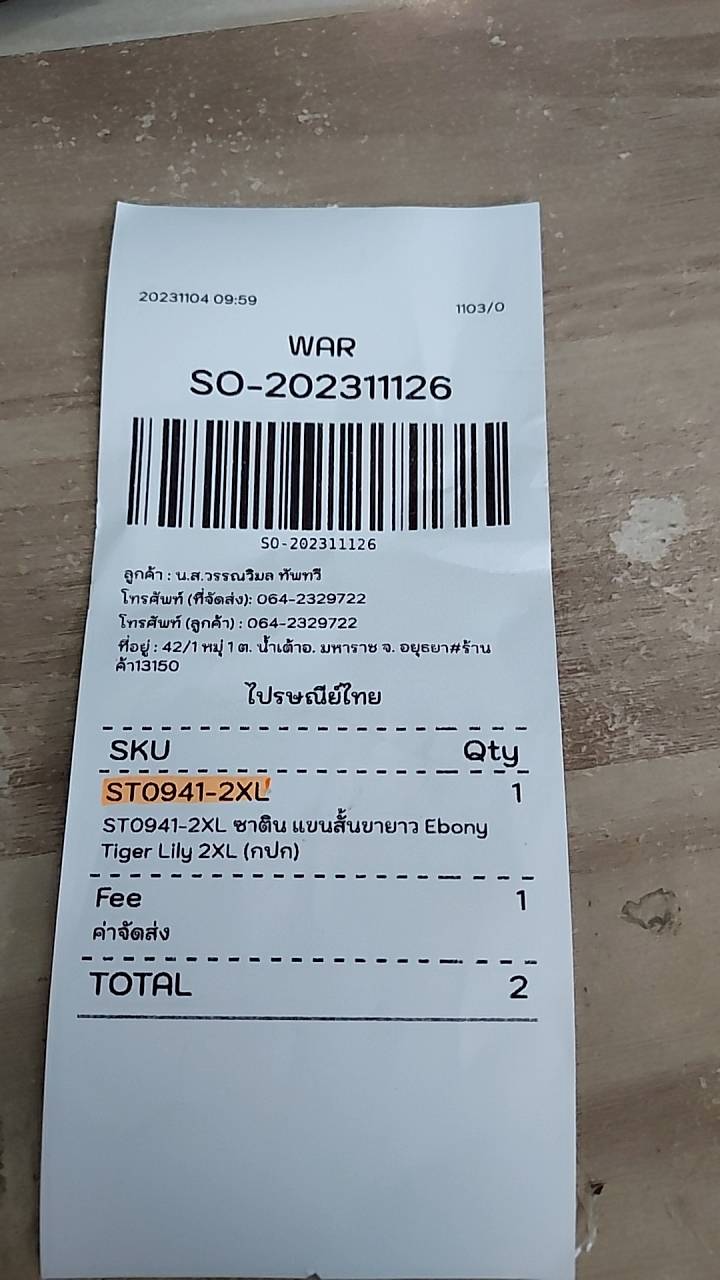 20231104 09:59
1103/0
WAR
SO-202311126
SO-202311126
ลูกค้า : น.ส.วรรณวิมล ทัพทวี
โทรศัพท์ (ที่จัดส่ง): 064-2329722
โทรศัพท์ (ลูกค้า) : 064-2329722
ที่อยู่ : 42/1 หมุ่ 1 ต. น้ำเต้าอ. มหาราช จ. อยุธยา#ร้าน
ค้า13150
ไปรษณีย์ไทย
SKU Qty
ST0941-2XL 1
ST0941-2XL ซาติน แขนสั้นขายาว Ebony
Tiger Lily 2XL (กปก)
Fee 1
ค่าจัดส่ง
TOTAL 2